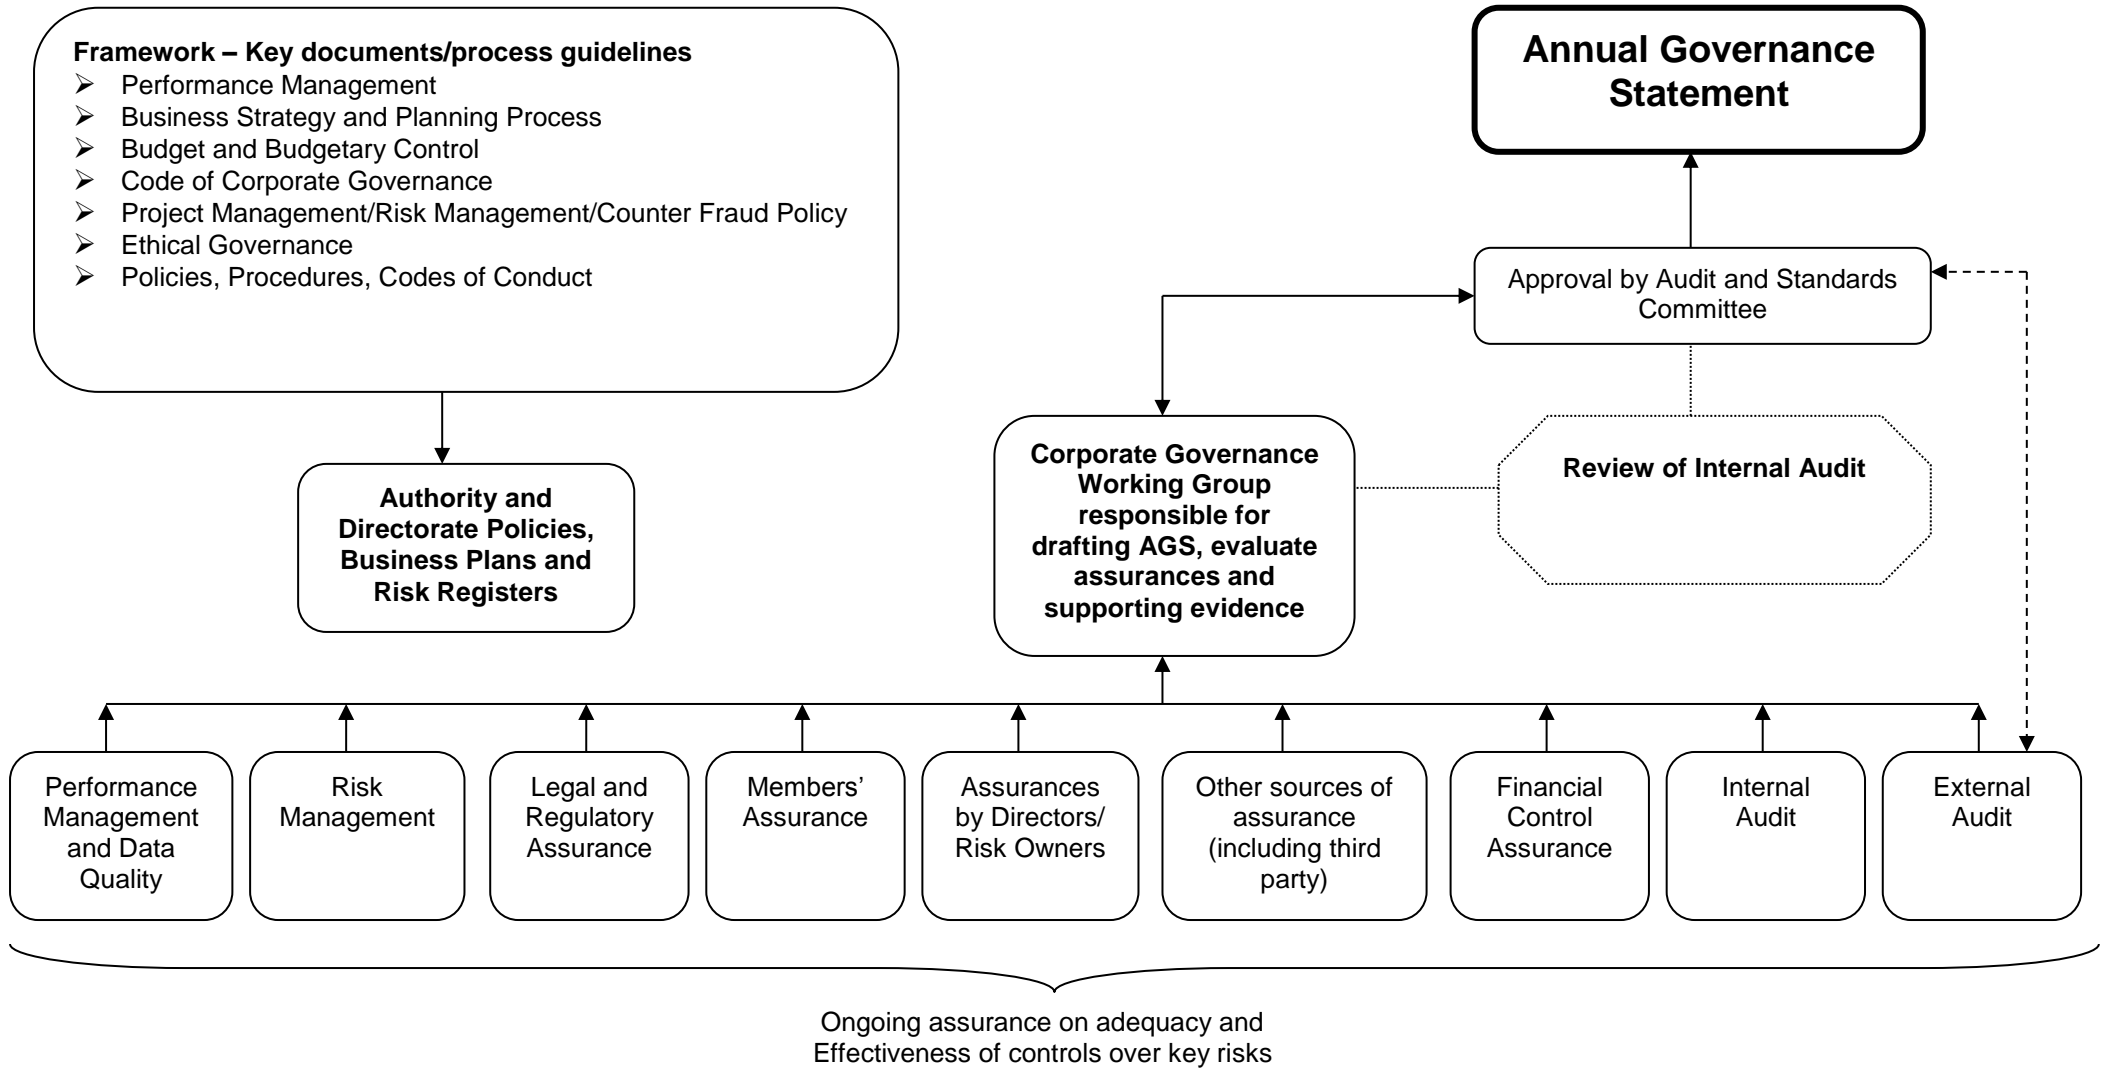 Framework – Key documents/process guidelines
Performance Management
Business Strategy and Planning Process
Budget and Budgetary Control
Code of Corporate Governance
Project Management/Risk Management/Counter Fraud Policy
Ethical Governance
Policies, Procedures, Codes of Conduct
Annual Governance
Statement
Approval by Audit and Standards
Committee
Authority and
Directorate Policies,
Business Plans and
Risk Registers
Corporate Governance
Working Group
responsible for
drafting AGS, evaluate
assurances and
supporting evidence
Review of Internal Audit
Performance
Management
and Data
Quality
Risk
Management
Legal and
Regulatory
Assurance
Members’
Assurance
Assurances
by Directors/
Risk Owners
Other sources of
assurance
(including third
party)
Financial
Control
Assurance
Internal
Audit
External
Audit
Ongoing assurance on adequacy and
Effectiveness of controls over key risks